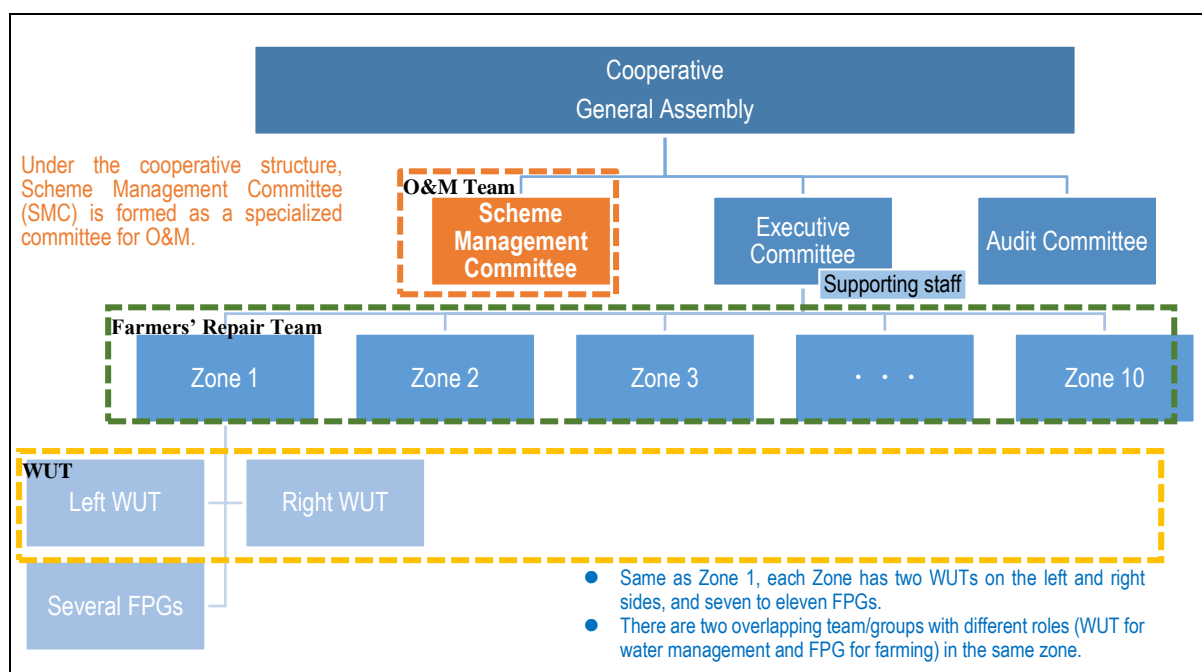 Cooperative
General Assembly
Under the cooperative structure,
Scheme Management Committee
(SMC) is formed as a specialized
committee for O&M.
O&M Team
Scheme
Management
Committee
Executive
Committee
Audit Committee
Supporting staff
Farmers' Repair Team
Zone 1
Zone 2
Zone 3
・・・
Zone 10
WUT
Left WUT
Right WUT
Several FPGs
● Same as Zone 1, each Zone has two WUTs on the left and right
sides, and seven to eleven FPGs.
● There are two overlapping team/groups with different roles (WUT for
water management and FPG for farming) in the same zone.